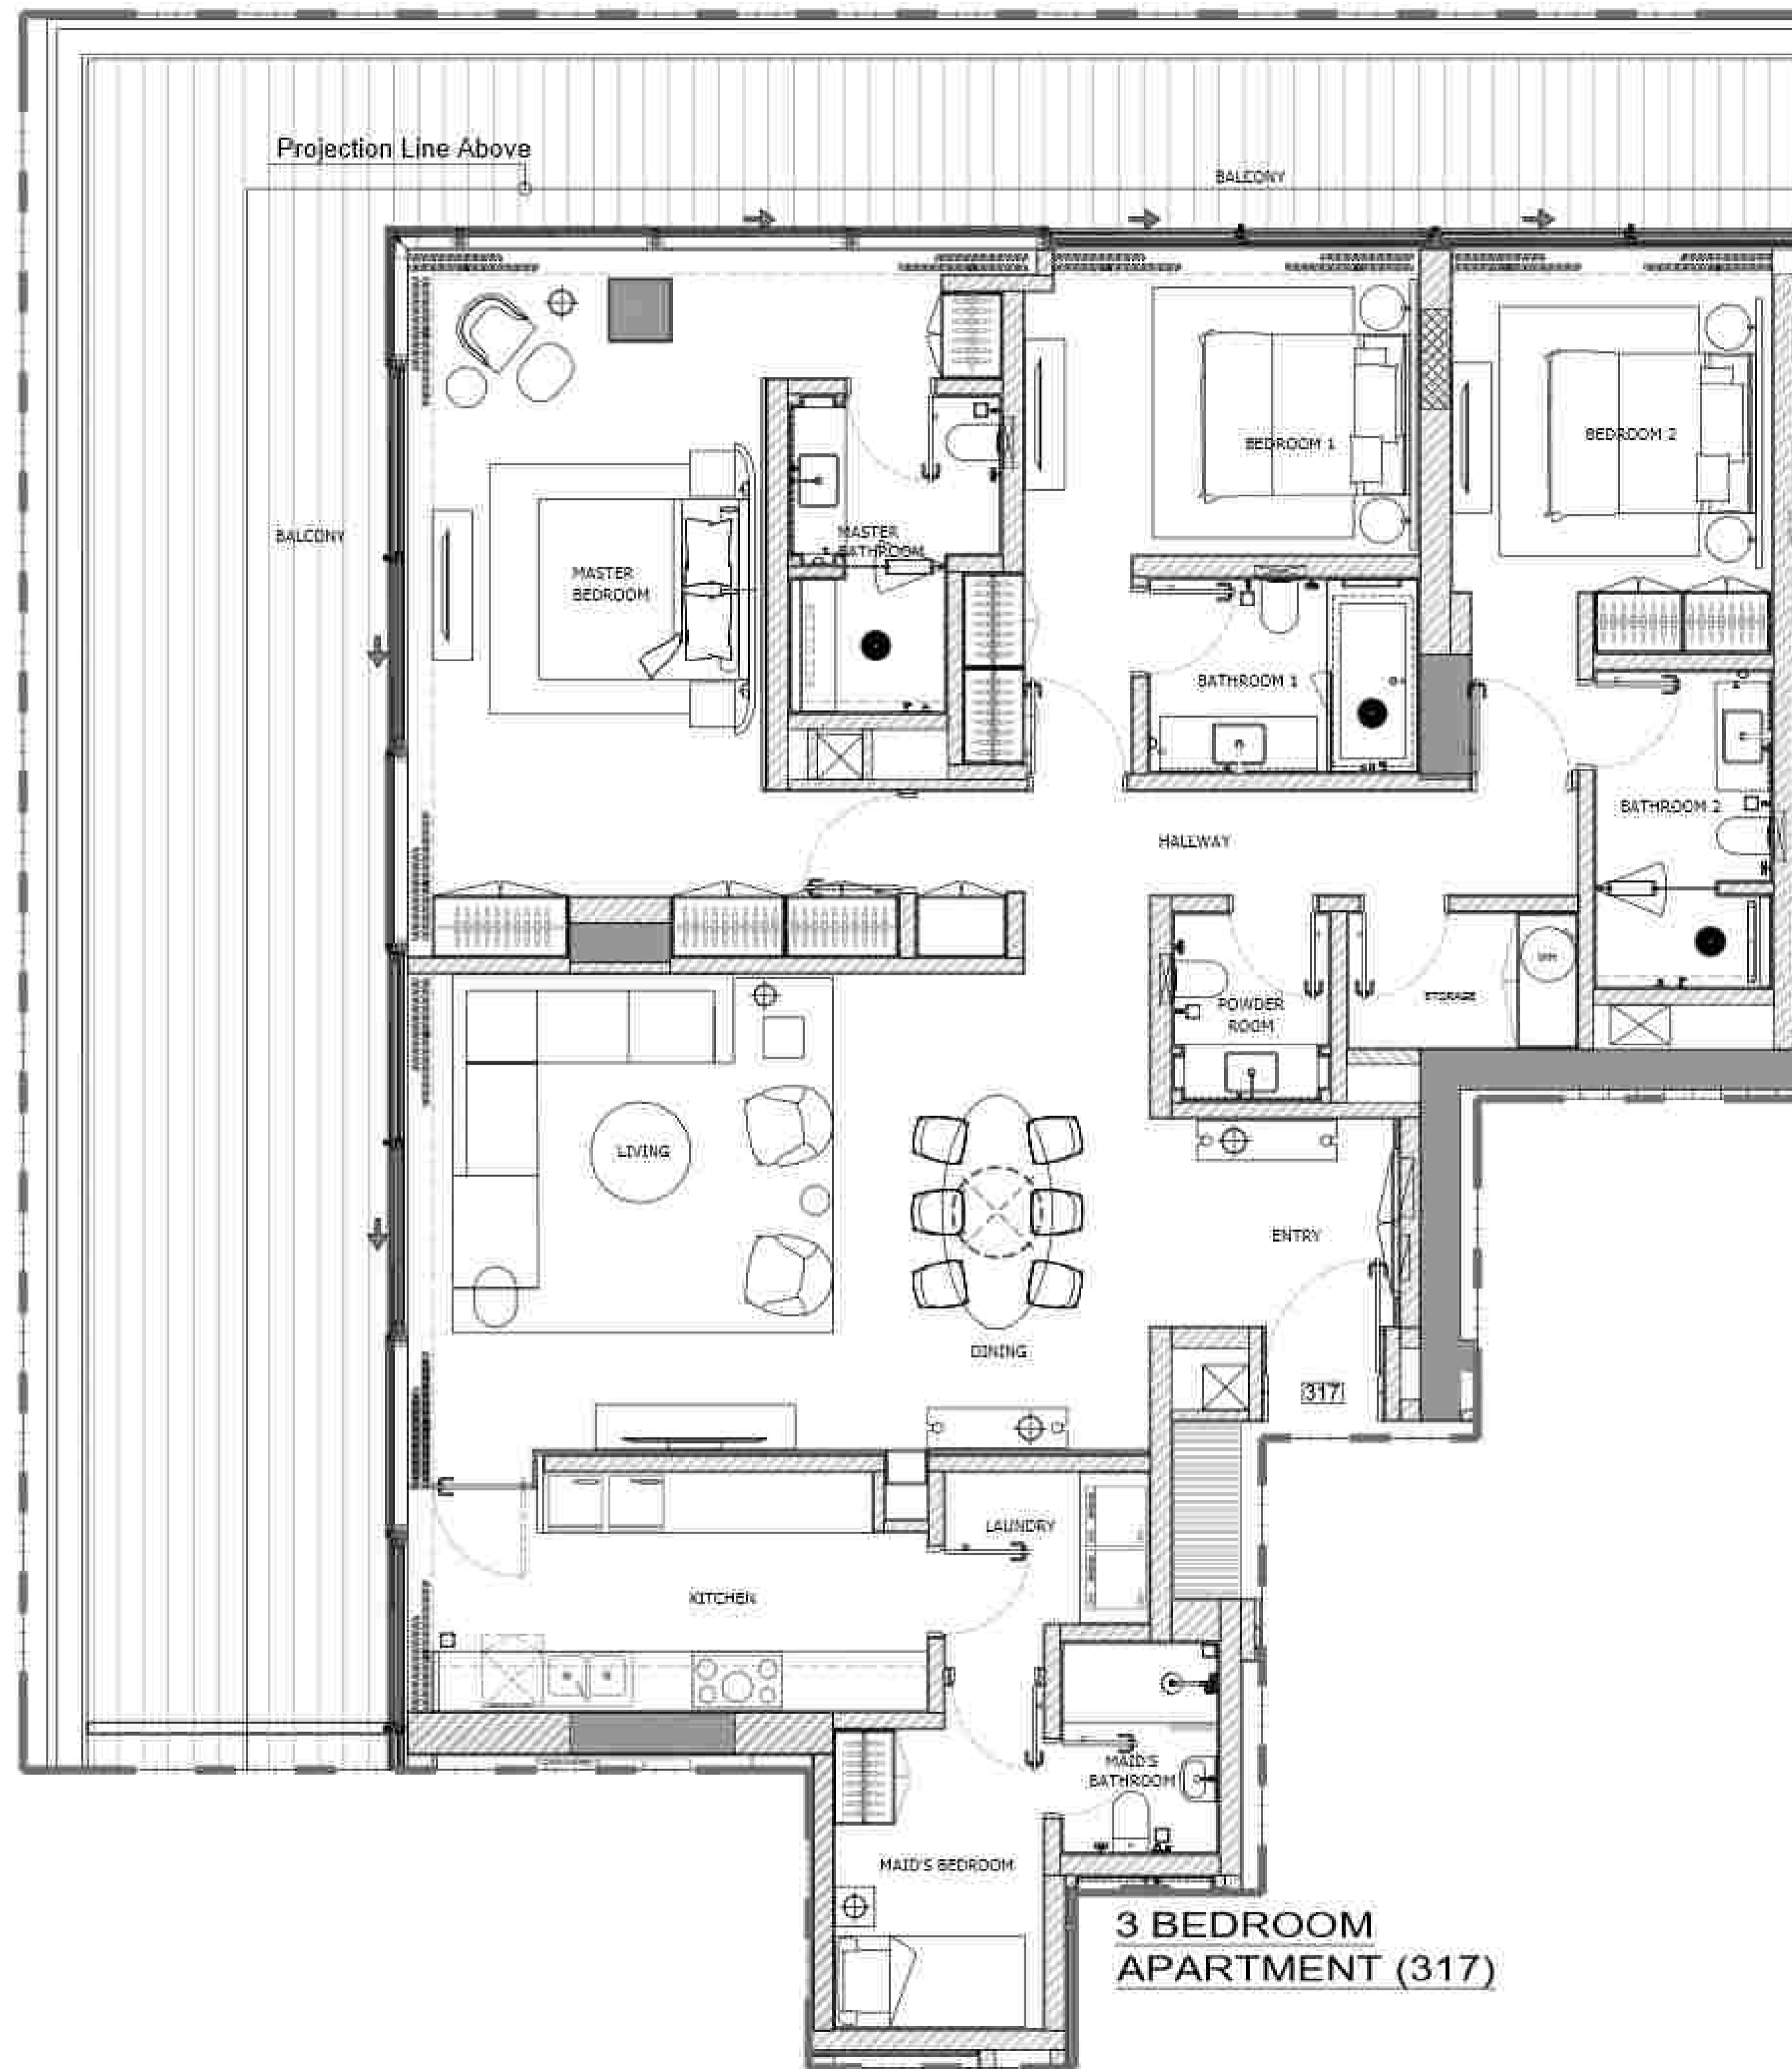 Projection Line Above
BALCONY
BEDROOM 1
BEDROOM 2
BALCONY
MASTER
BATHROOM
MASTER
BEDROOM
BATHROOM 1
BATHROOM 2
HALLWAY
POWDER
ROOM
STORAGE
LIVING
ENTRY
DINING
317
LAUNDRY
KITCHEN
MAID'S
BATHROOM
MAID'S BEDROOM
3 BEDROOM
APARTMENT (317)